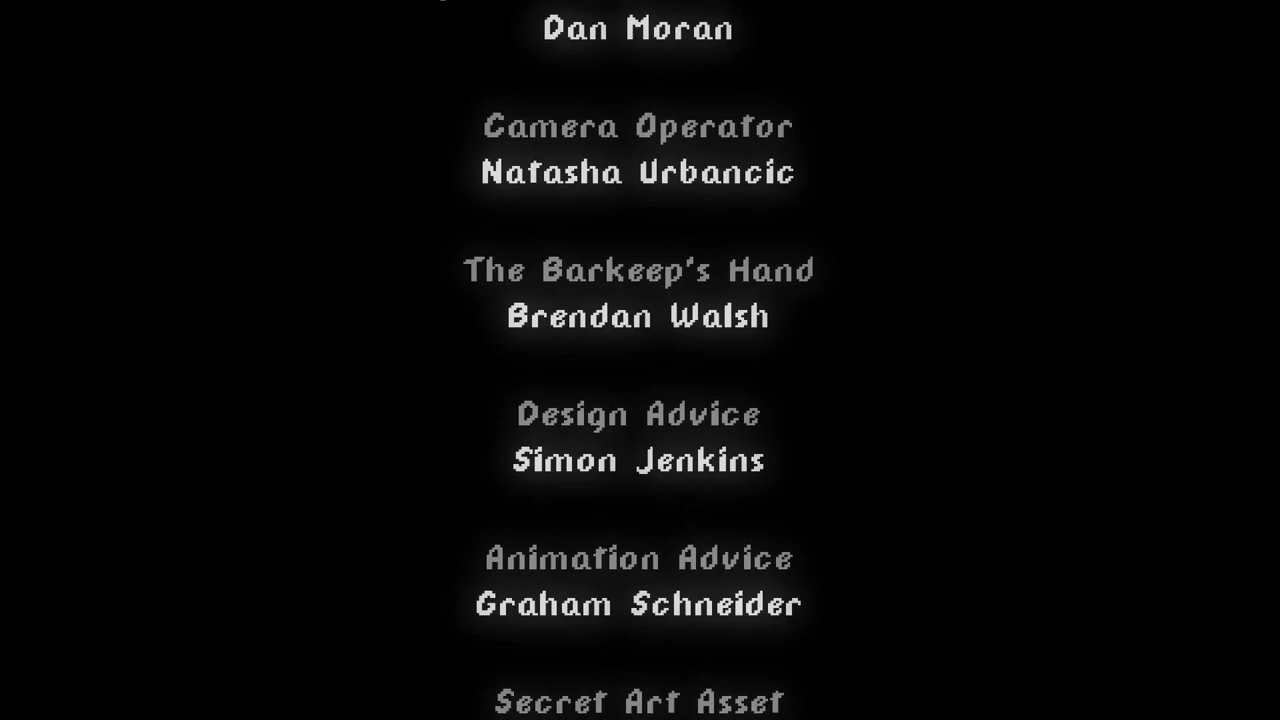 Dan Moran
Camera Operator
Natasha Urbancic
The Barkeep's Hand
Brendan Walsh
Design Advice
Simon Jenkins
Animation Advice
Graham Schneider
Secret Art Asset